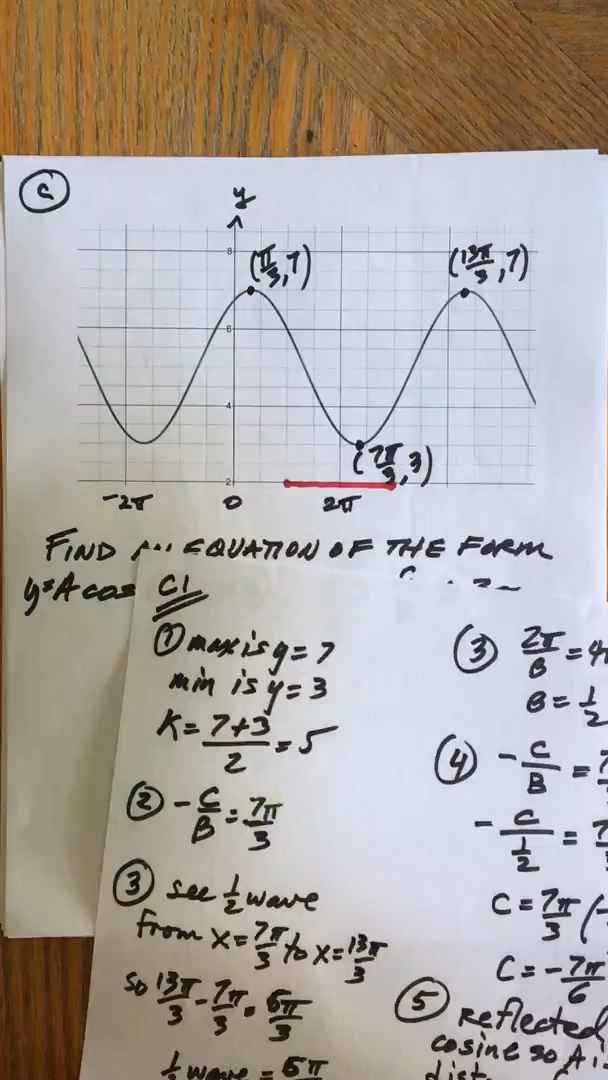 C
y
8
(π/3, 7)
(13π/3, 7)
6
4
(7π/3, 3)
2
-2π 0 2π
FIND EQUATION OF THE FORM
y=A cos
C1
① max is y = 7
min is y = 3
K = (7+3)/2 = 5
② -C/B = 7π/3
③ see 1/2 wave
From x = 7π/3 to x = 13π/3
so 13π/3 - 7π/3 = 6π/3
1/2 wave = 6π
③ 2π/B = 4π
B = 1/2
④ -C/B = 7
-C/(1/2) = 7
C = 7π/3 (
C = -7π/6
⑤ reflected
cosine so A i